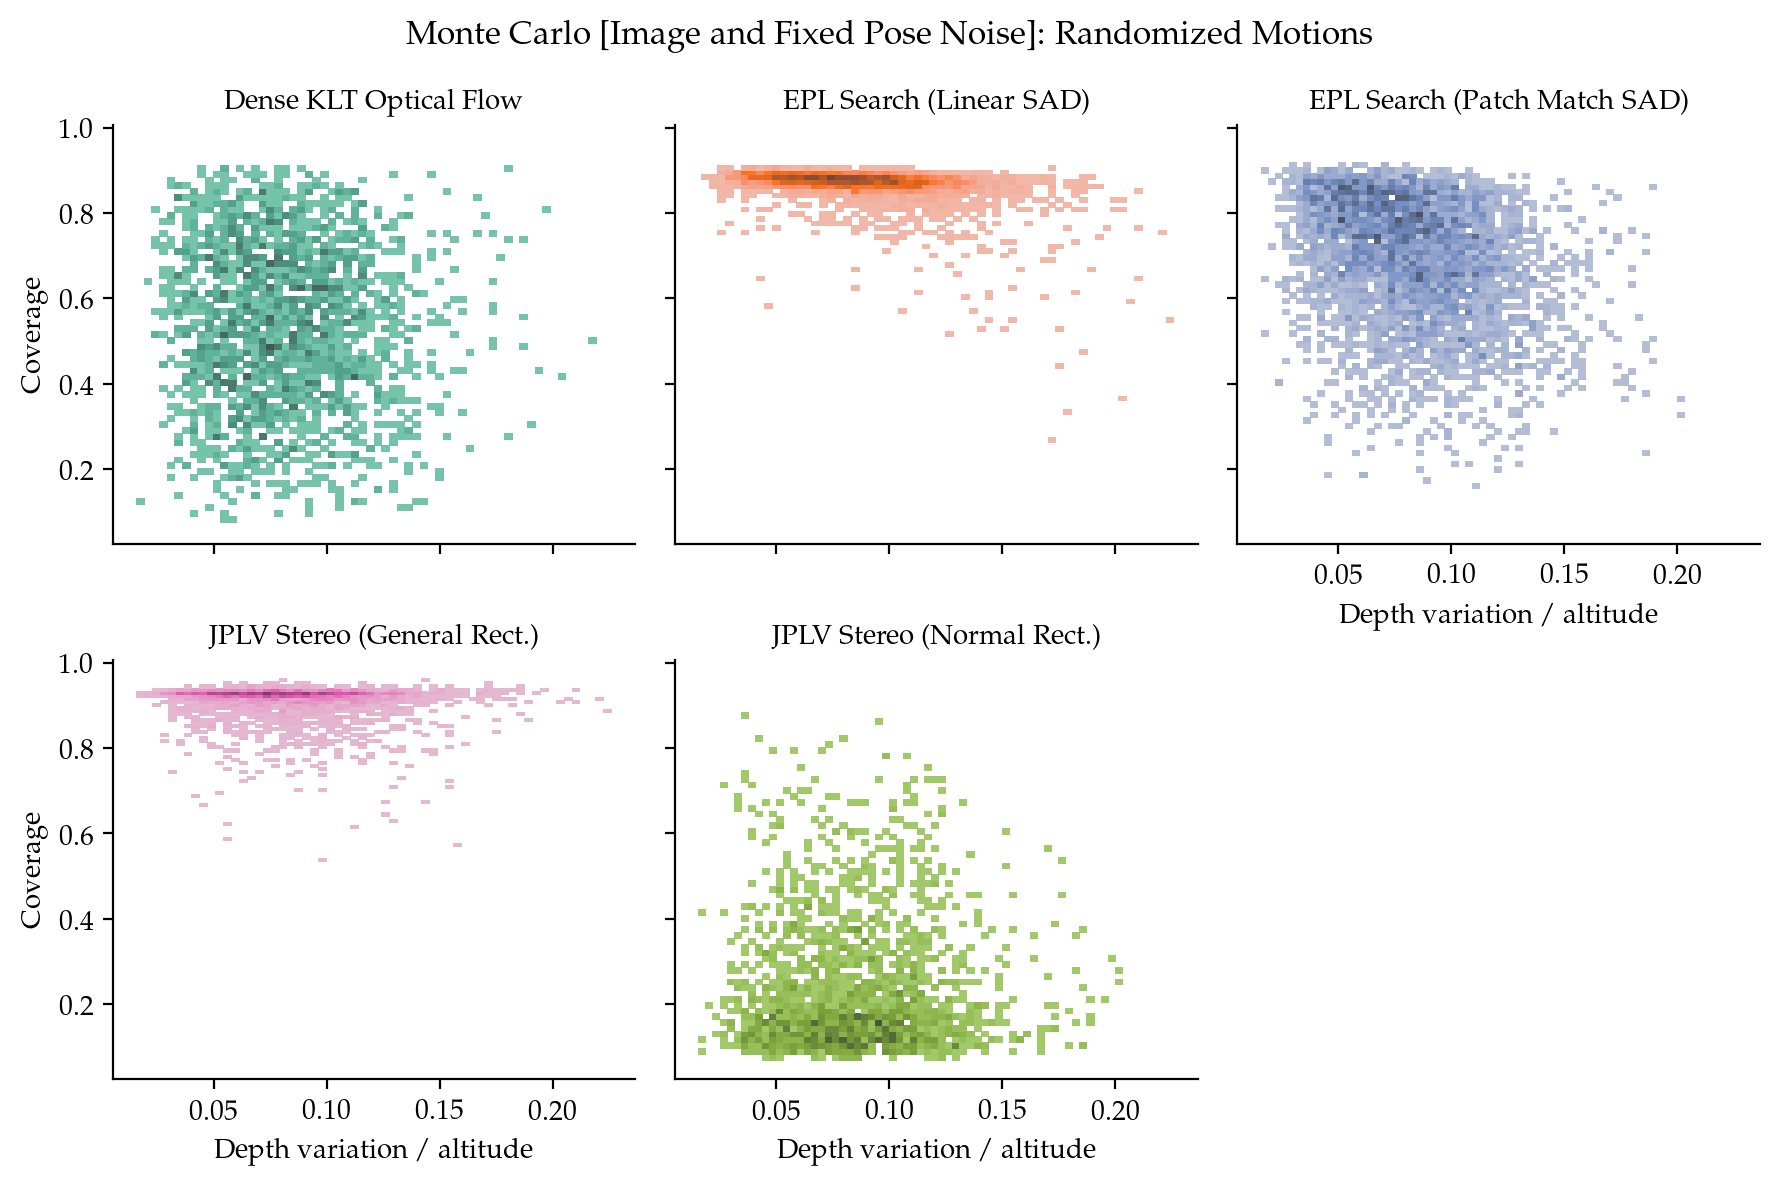 Monte Carlo [Image and Fixed Pose Noise]: Randomized Motions
Dense KLT Optical Flow
EPL Search (Linear SAD)
EPL Search (Patch Match SAD)
1.0
0.8
0.6
0.4
0.2
Coverage
0.05 0.10 0.15 0.20
Depth variation / altitude
JPLV Stereo (General Rect.)
JPLV Stereo (Normal Rect.)
1.0
0.8
0.6
0.4
0.2
Coverage
0.05 0.10 0.15 0.20
Depth variation / altitude
0.05 0.10 0.15 0.20
Depth variation / altitude